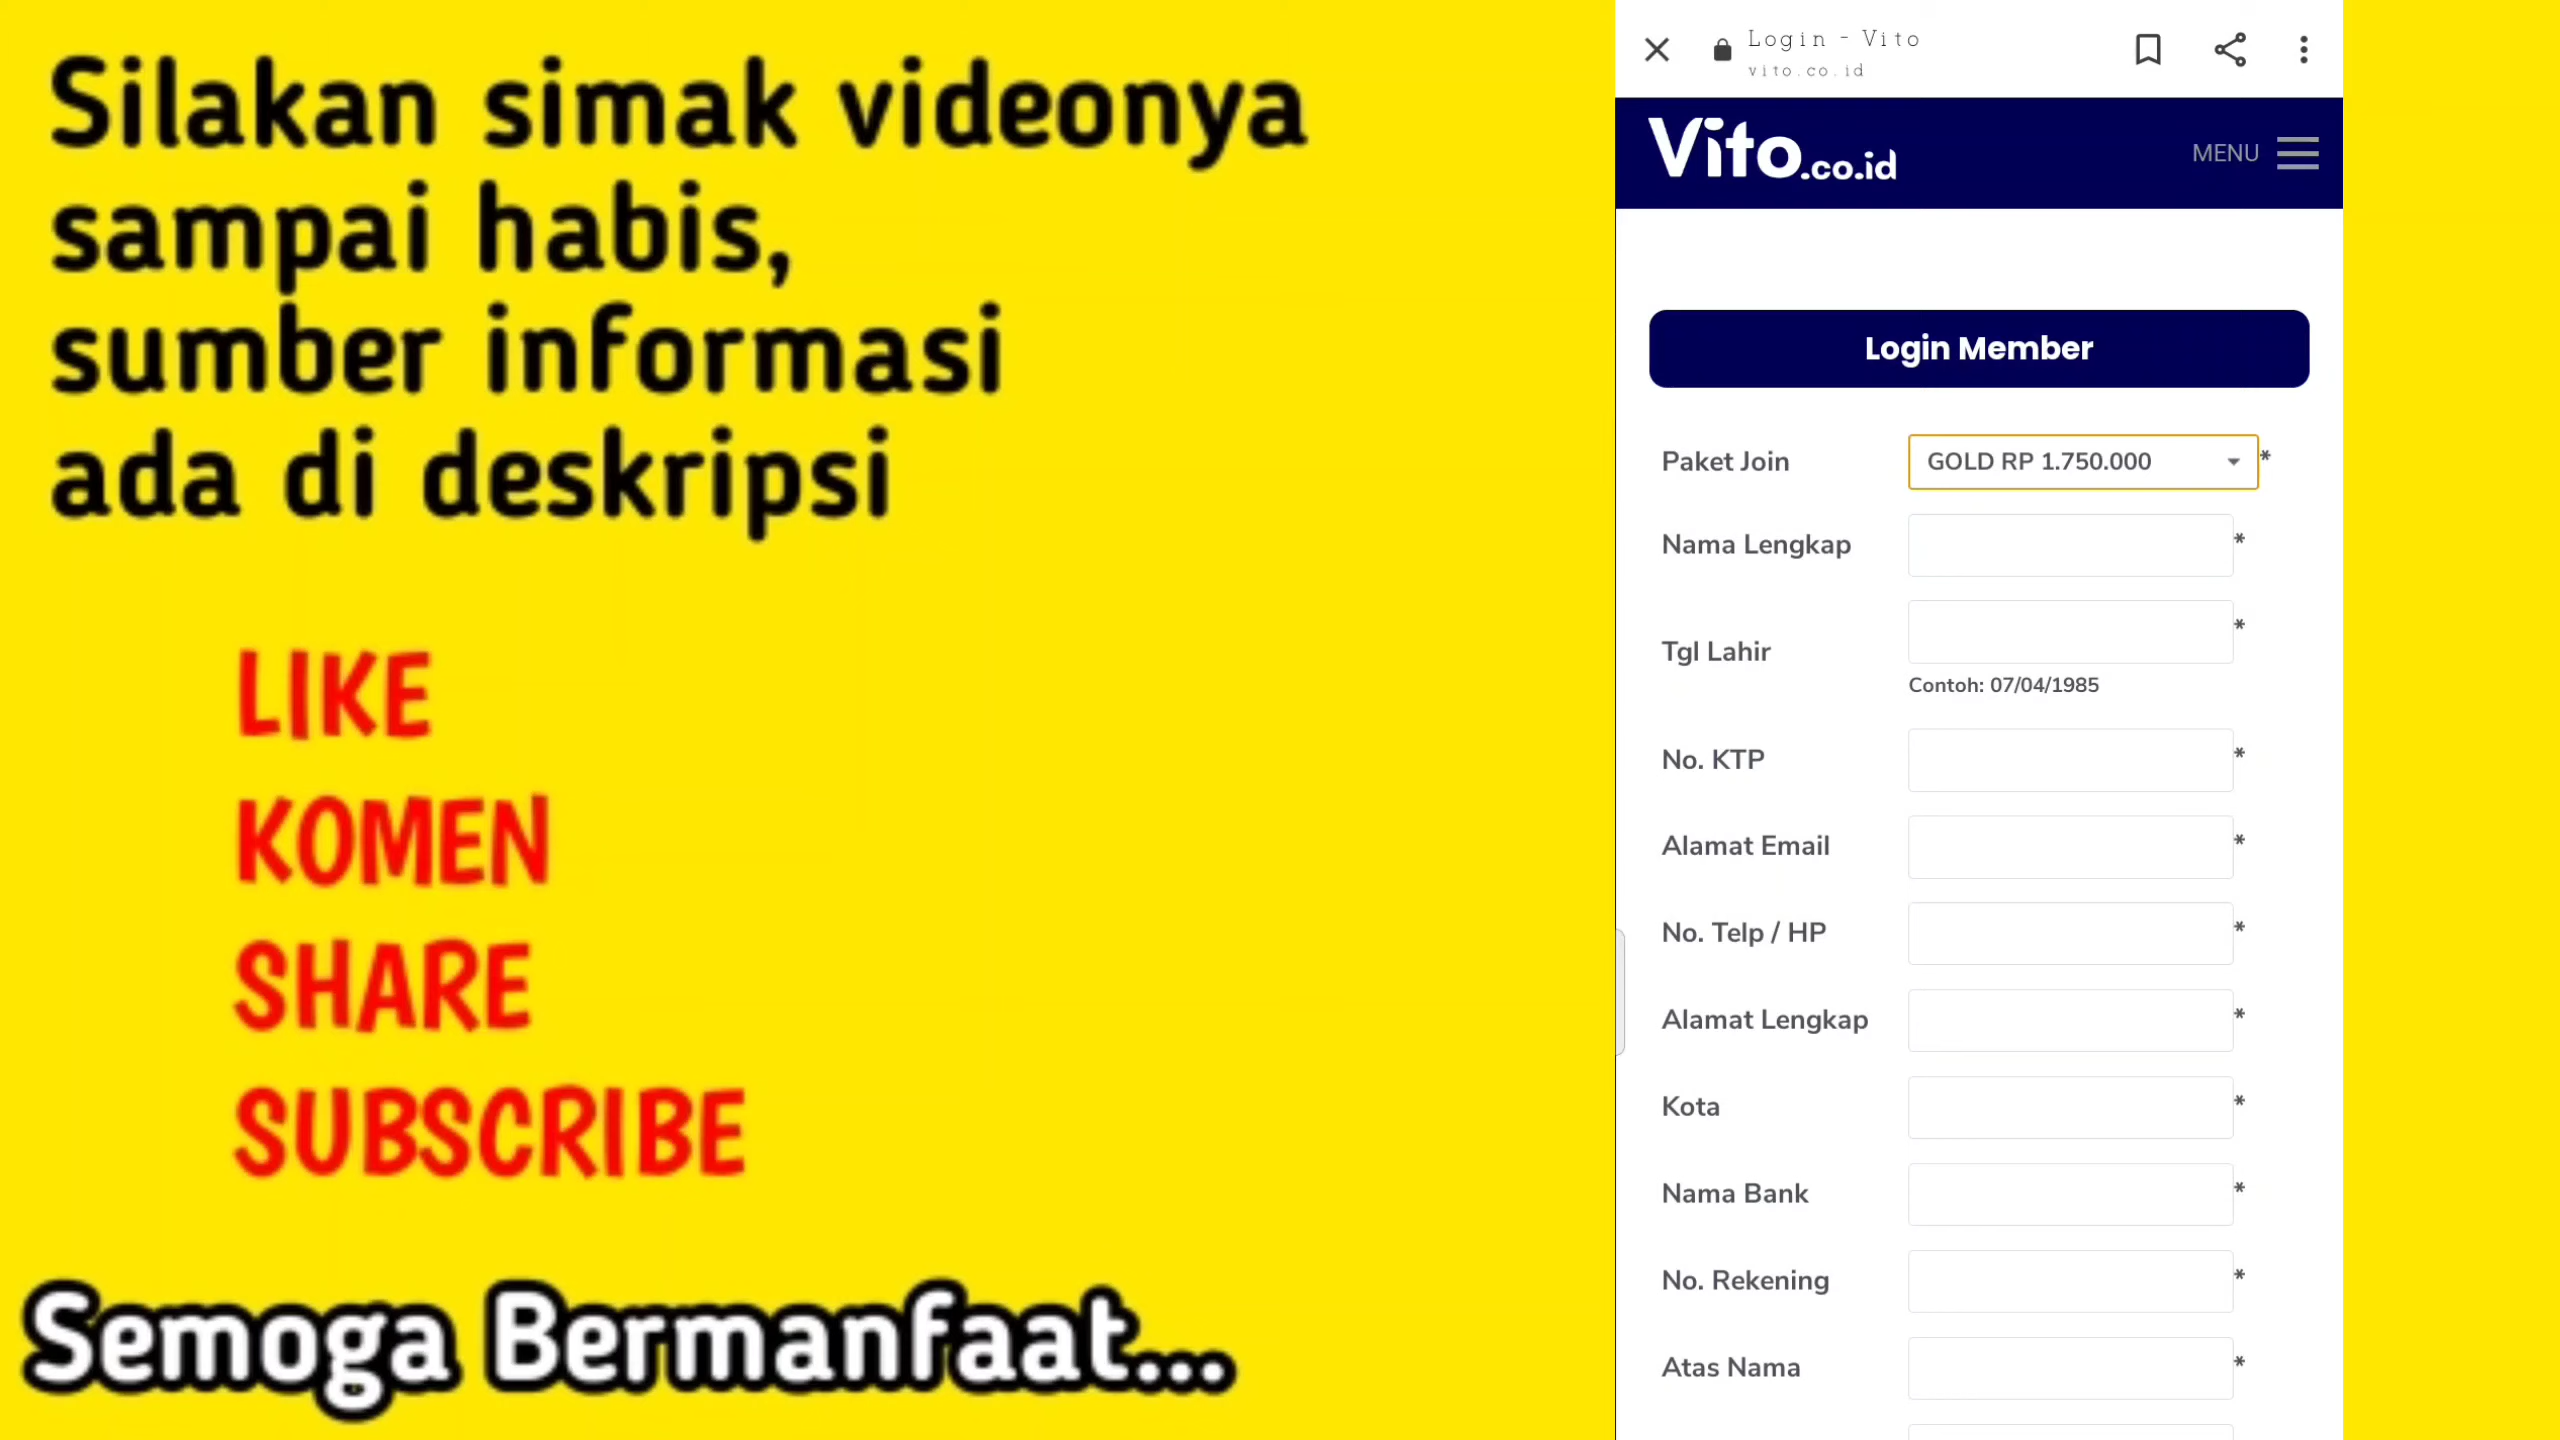 Silakan simak videonya
sampai habis,
sumber informasi
ada di deskripsi
LIKE
KOMEN
SHARE
SUBSCRIBE
Semoga Bermanfaat...
Login - Vito
vito.co.id
Vito.co.id
MENU
Login Member
Paket Join GOLD RP 1.750.000 *
Nama Lengkap *
Tgl Lahir *
Contoh: 07/04/1985
No. KTP *
Alamat Email *
No. Telp / HP *
Alamat Lengkap *
Kota *
Nama Bank *
No. Rekening *
Atas Nama *